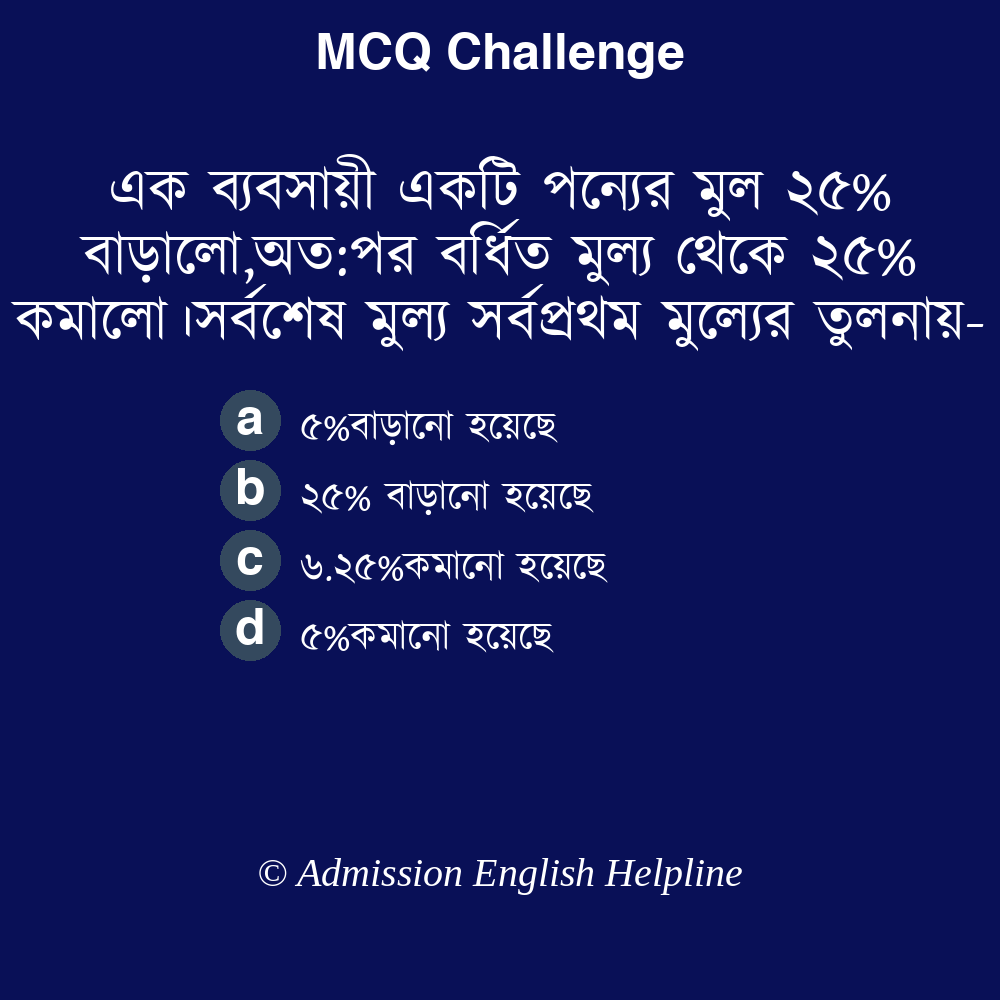 MCQ Challenge
এক ব্যবসায়ী একটি পন্যের মুল ২৫%
বাড়ালো,অত:পর বর্ধিত মুল্য থেকে ২৫%
কমালো।সর্বশেষ মুল্য সর্বপ্রথম মুল্যের তুলনায়-
a ৫%বাড়ানো হয়েছে
b ২৫% বাড়ানো হয়েছে
c ৬.২৫%কমানো হয়েছে
d ৫%কমানো হয়েছে
© Admission English Helpline